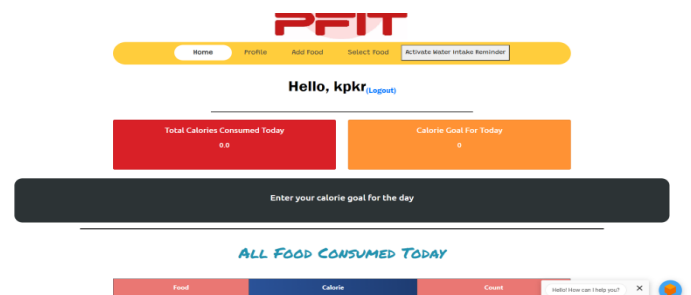 PFIT
Home Profile Add Food Select Food Activate Water Intake Reminder
Hello, kpkr (Logout)
Total Calories Consumed Today Calorie Goal For Today
0.0 0
Enter your calorie goal for the day
All Food Consumed Today
Food Calorie Count
Hello! How can I help you? ✕